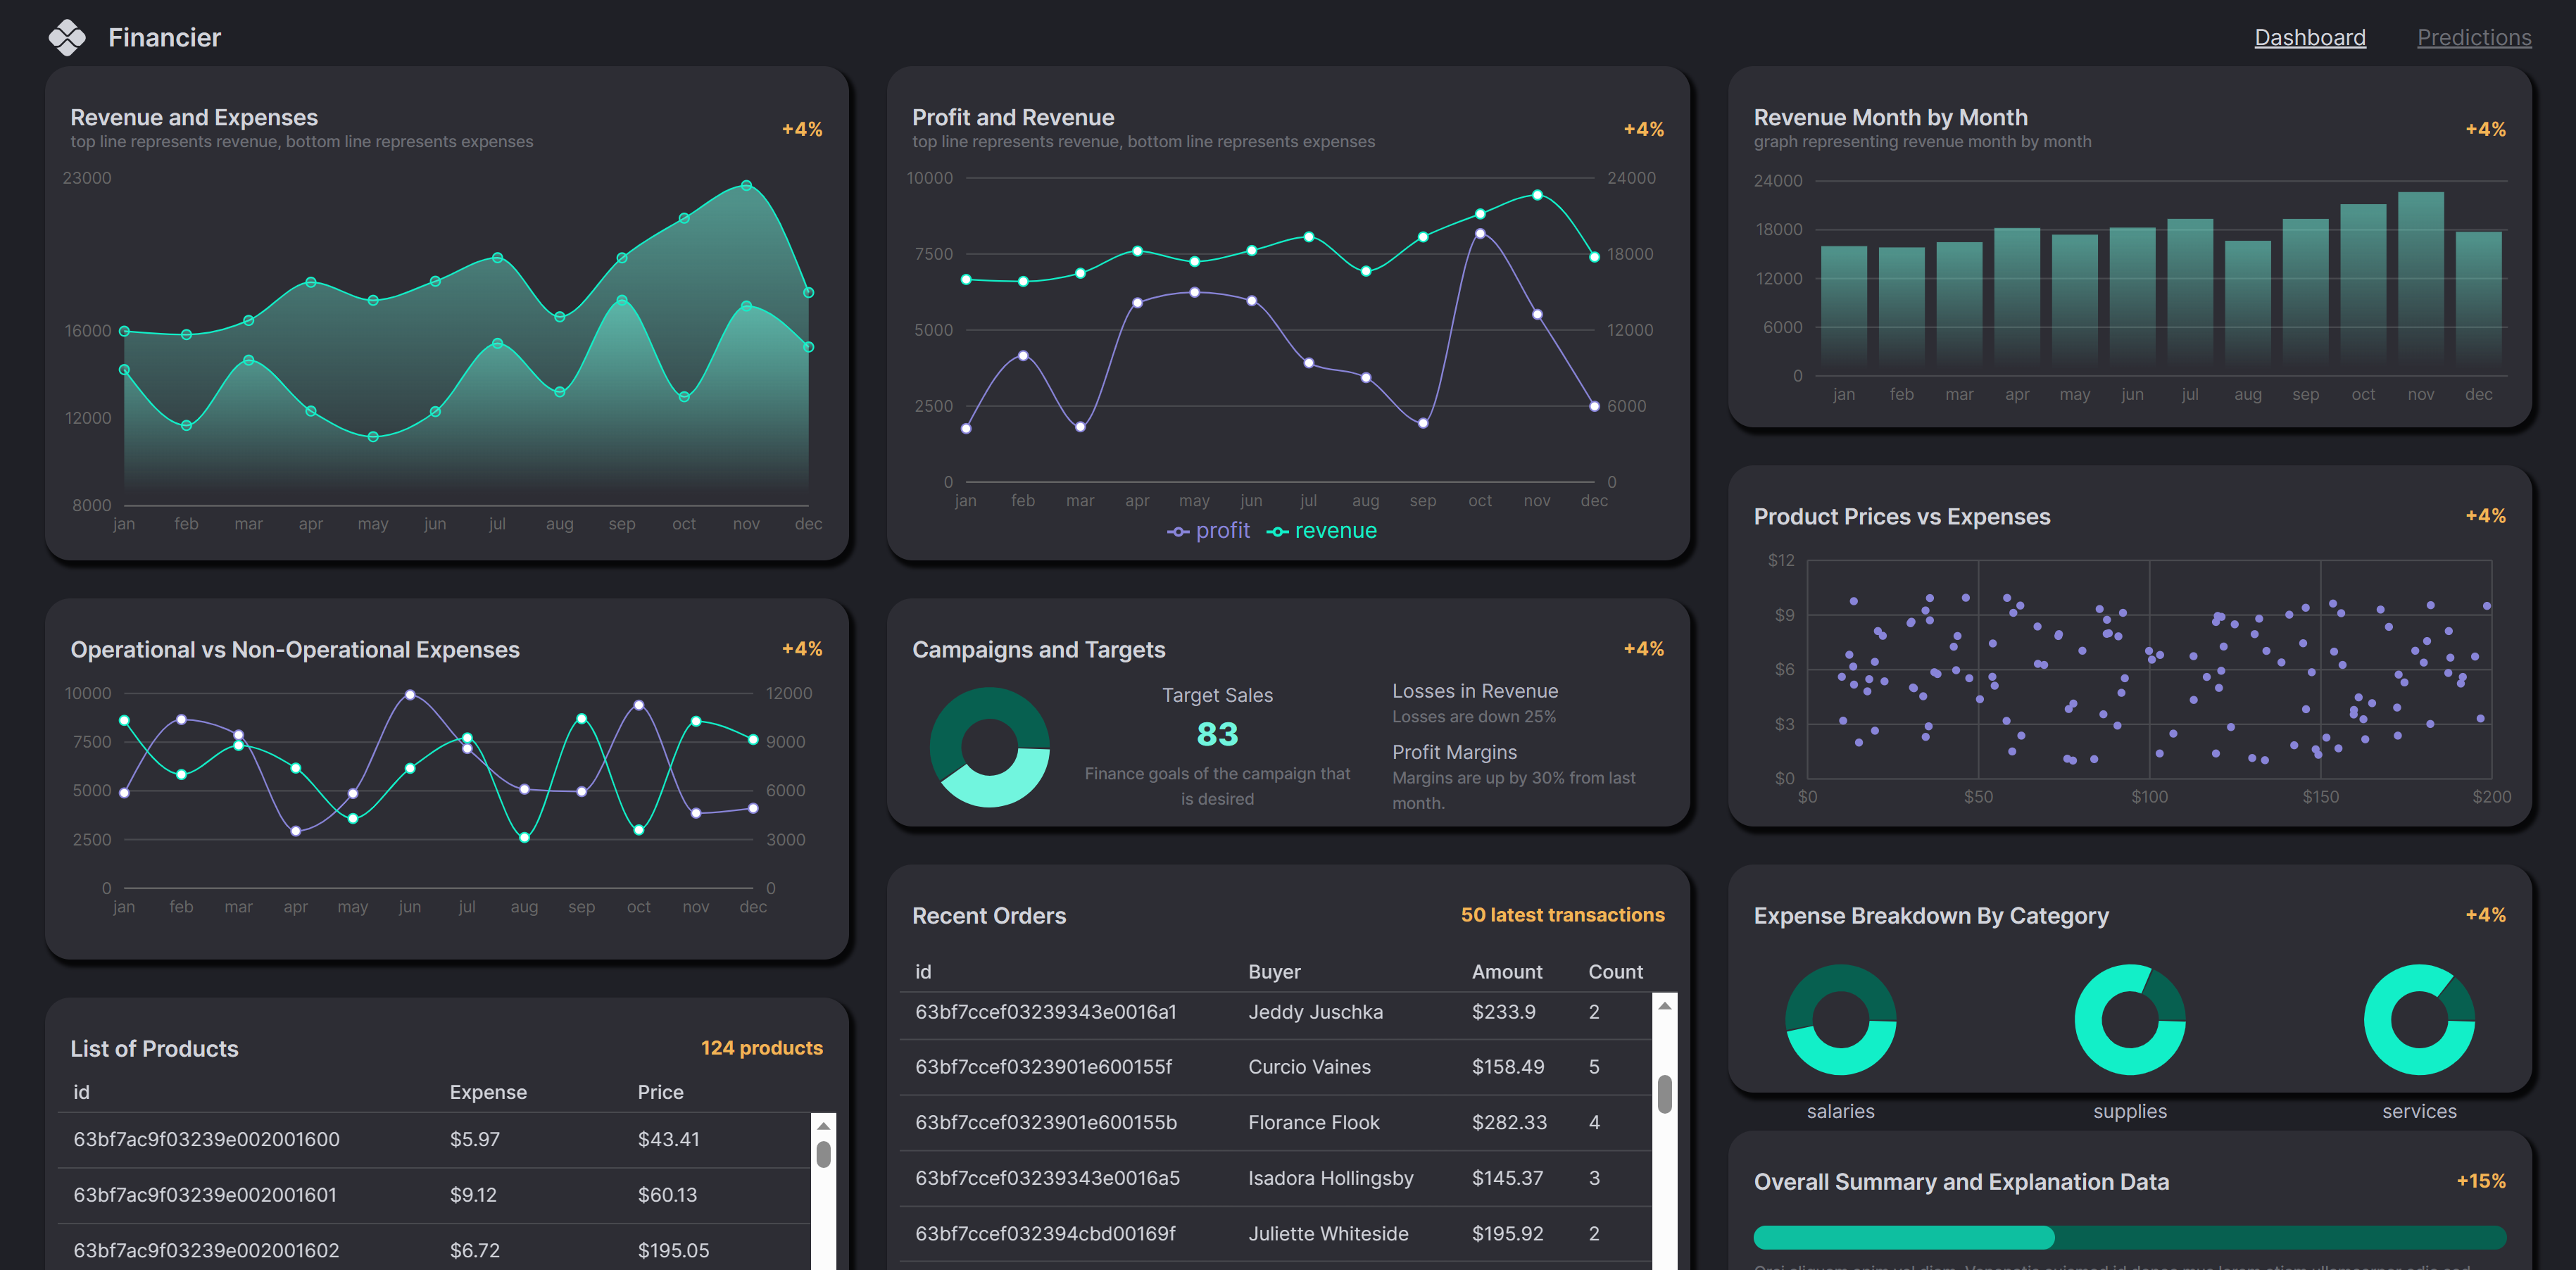 Financier
Dashboard
Predictions
Revenue and Expenses
top line represents revenue, bottom line represents expenses
+4%
23000
16000
12000
8000
jan feb mar apr may jun jul aug sep oct nov dec
Operational vs Non-Operational Expenses
+4%
10000 12000
7500 9000
5000 6000
2500 3000
0 0
jan feb mar apr may jun jul aug sep oct nov dec
List of Products
124 products
id Expense Price
63bf7ac9f03239e002001600 $5.97 $43.41
63bf7ac9f03239e002001601 $9.12 $60.13
63bf7ac9f03239e002001602 $6.72 $195.05
Profit and Revenue
top line represents revenue, bottom line represents expenses
+4%
10000 24000
7500 18000
5000 12000
2500 6000
0 0
jan feb mar apr may jun jul aug sep oct nov dec
profit revenue
Campaigns and Targets
+4%
Target Sales
83
Finance goals of the campaign that
is desired
Losses in Revenue
Losses are down 25%
Profit Margins
Margins are up by 30% from last
month.
Recent Orders
50 latest transactions
id Buyer Amount Count
63bf7ccef03239343e0016a1 Jeddy Juschka $233.9 2
63bf7ccef0323901e600155f Curcio Vaines $158.49 5
63bf7ccef0323901e600155b Florance Flook $282.33 4
63bf7ccef03239343e0016a5 Isadora Hollingsby $145.37 3
63bf7ccef032394cbd00169f Juliette Whiteside $195.92 2
Revenue Month by Month
graph representing revenue month by month
+4%
24000
18000
12000
6000
0
jan feb mar apr may jun jul aug sep oct nov dec
Product Prices vs Expenses
+4%
$12
$9
$6
$3
$0
$0 $50 $100 $150 $200
Expense Breakdown By Category
+4%
salaries supplies services
Overall Summary and Explanation Data
+15%